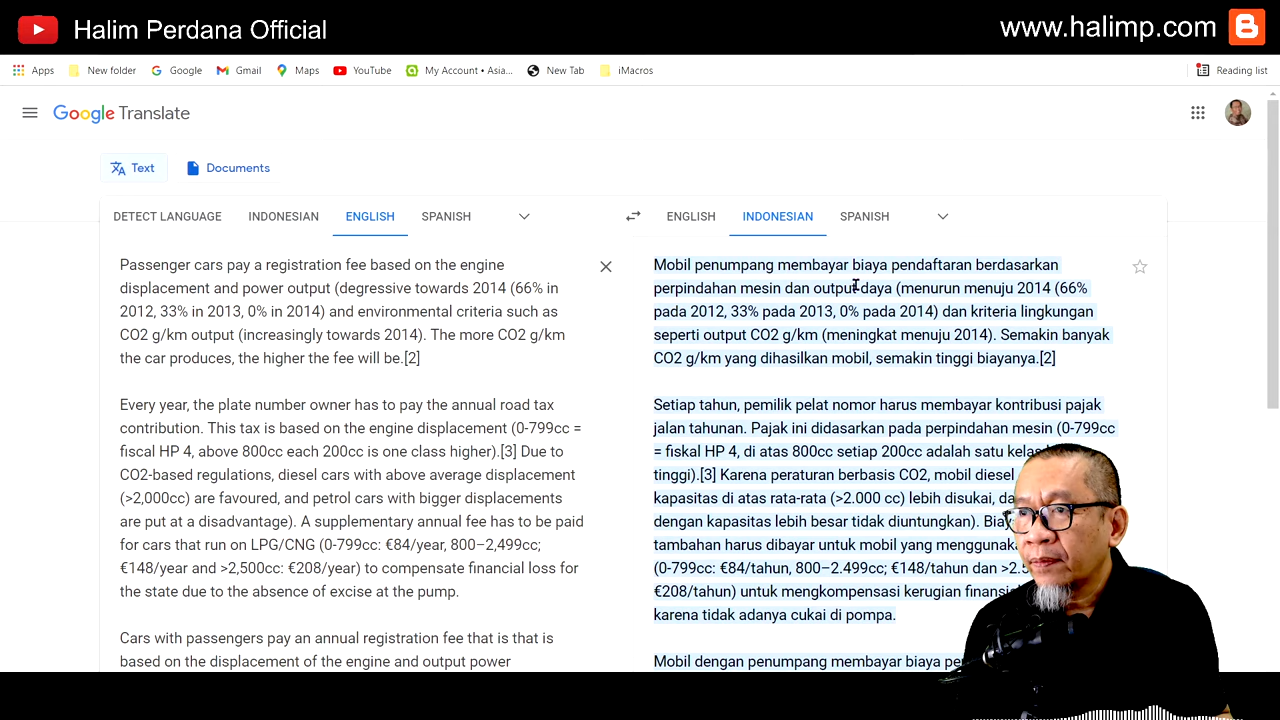 Halim Perdana Official
www.halimp.com
Apps New folder Google Gmail Maps YouTube My Account • Asia... New Tab iMacros Reading list
Google Translate
Text Documents
DETECT LANGUAGE INDONESIAN ENGLISH SPANISH
ENGLISH INDONESIAN SPANISH
Passenger cars pay a registration fee based on the engine
displacement and power output (degressive towards 2014 (66% in
2012, 33% in 2013, 0% in 2014) and environmental criteria such as
CO2 g/km output (increasingly towards 2014). The more CO2 g/km
the car produces, the higher the fee will be.[2]
Every year, the plate number owner has to pay the annual road tax
contribution. This tax is based on the engine displacement (0-799cc =
fiscal HP 4, above 800cc each 200cc is one class higher).[3] Due to
CO2-based regulations, diesel cars with above average displacement
(>2,000cc) are favoured, and petrol cars with bigger displacements
are put at a disadvantage). A supplementary annual fee has to be paid
for cars that run on LPG/CNG (0-799cc: €84/year, 800–2,499cc;
€148/year and >2,500cc: €208/year) to compensate financial loss for
the state due to the absence of excise at the pump.
Cars with passengers pay an annual registration fee that is that is
based on the displacement of the engine and output power
Mobil penumpang membayar biaya pendaftaran berdasarkan
perpindahan mesin dan output daya (menurun menuju 2014 (66%
pada 2012, 33% pada 2013, 0% pada 2014) dan kriteria lingkungan
seperti output CO2 g/km (meningkat menuju 2014). Semakin banyak
CO2 g/km yang dihasilkan mobil, semakin tinggi biayanya.[2]
Setiap tahun, pemilik pelat nomor harus membayar kontribusi pajak
jalan tahunan. Pajak ini didasarkan pada perpindahan mesin (0-799cc
= fiskal HP 4, di atas 800cc setiap 200cc adalah satu kelas
tinggi).[3] Karena peraturan berbasis CO2, mobil diesel
kapasitas di atas rata-rata (>2.000 cc) lebih disukai,
dengan kapasitas lebih besar tidak diuntungkan).
tambahan harus dibayar untuk mobil yang
(0-799cc: €84/tahun, 800–2.499cc; €148/tahun dan
€208/tahun) untuk mengkompensasi kerugian
karena tidak adanya cukai di pompa.
Mobil dengan penumpang membayar biaya